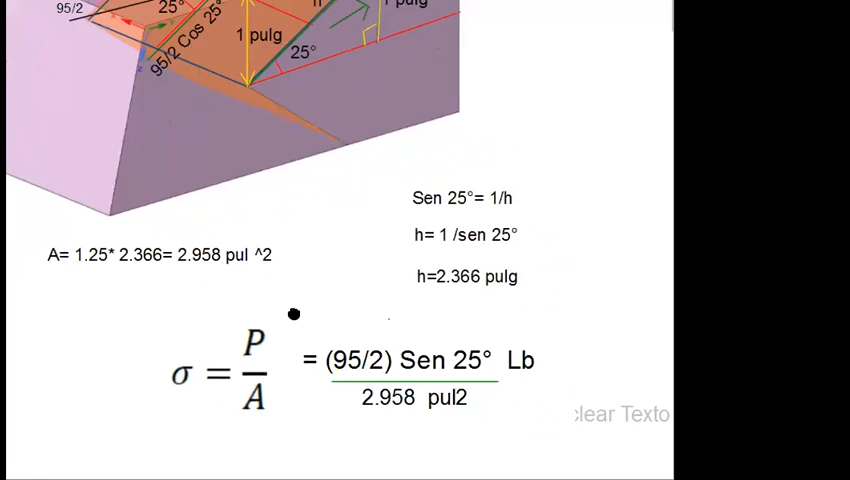 95/2
25°
95/2 Cos 25°
1 pulg
h
25°
1 pulg
Sen 25°= 1/h
h= 1 /sen 25°
h=2.366 pulg
A= 1.25* 2.366= 2.958 pul ^2
σ = P/A = (95/2) Sen 25° Lb
2.958 pul2
clear Texto